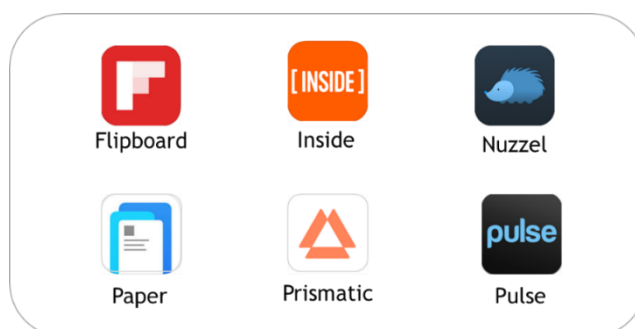 [ INSIDE ]
Flipboard
Inside
Nuzzel
pulse
Paper
Prismatic
Pulse